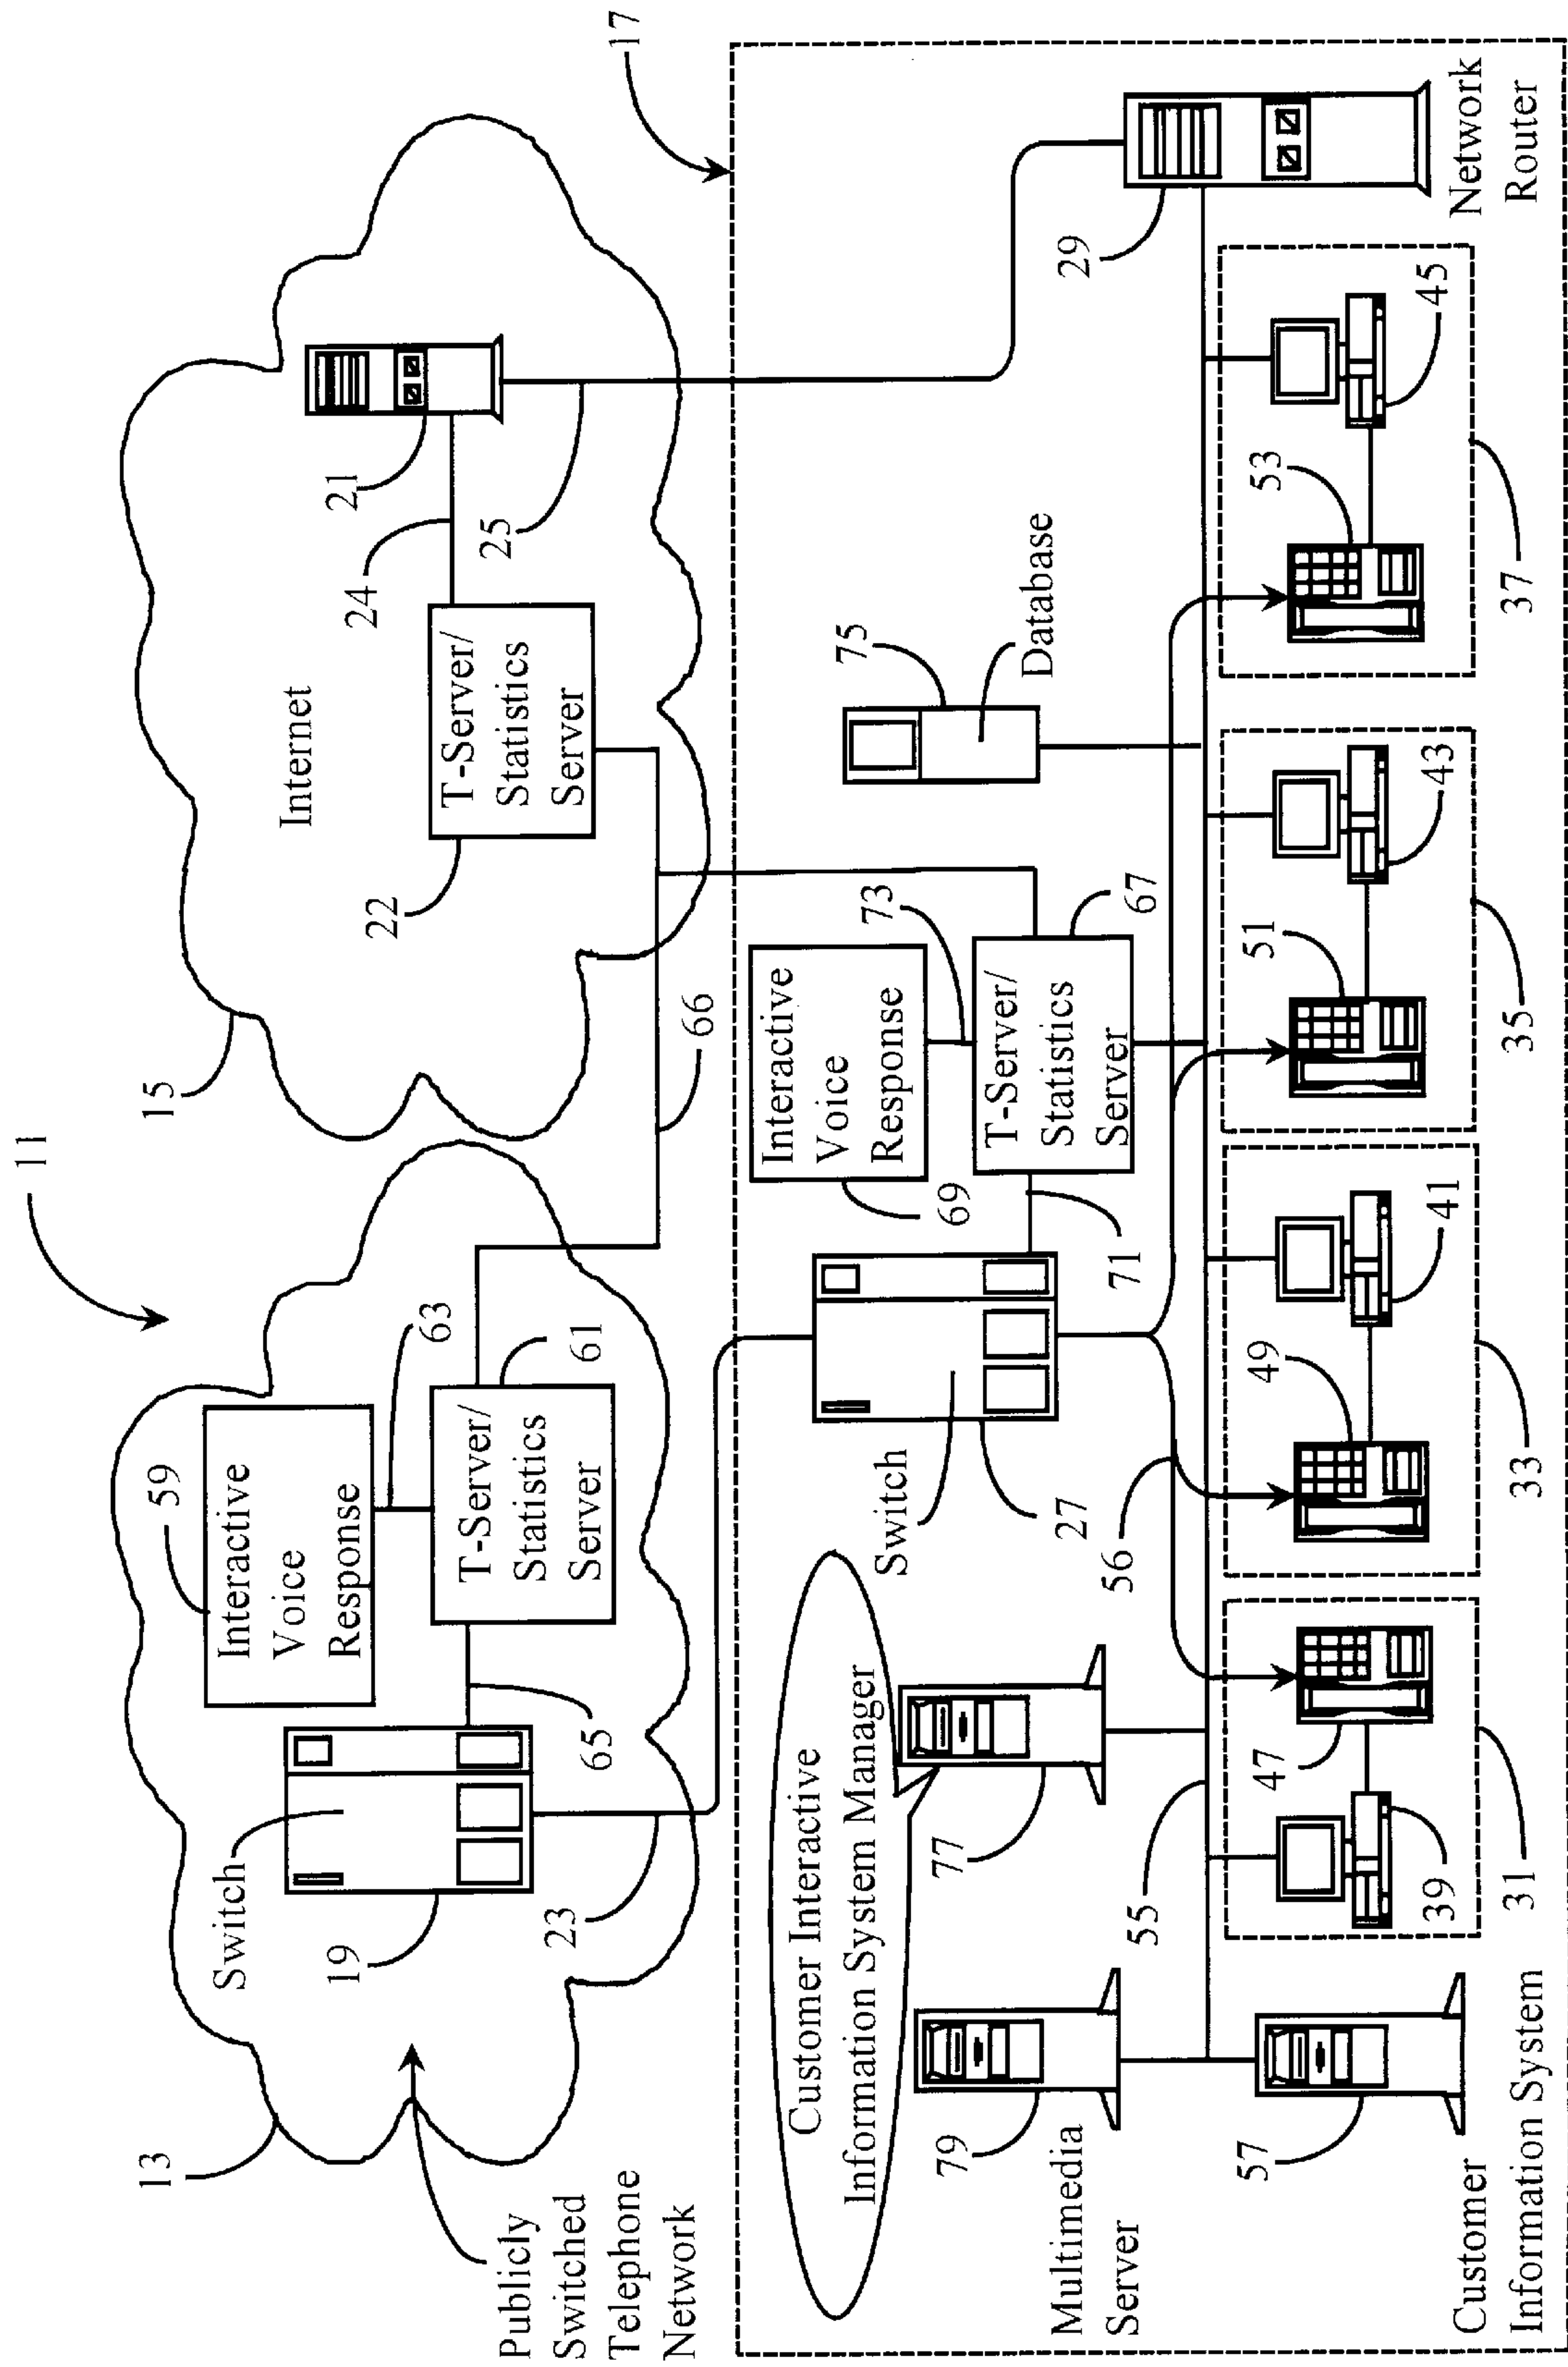 11
13
15
17
Publicly
Switched
Telephone
Network
Switch
19
23
Interactive
Voice
Response
59
63
65
T-Server/
Statistics
Server
61
66
Internet
T-Server/
Statistics
Server
22
24
21
25
Customer Interactive
Information System Manager
77
Multimedia
Server
79
Switch
27
Interactive
Voice
Response
69
73
71
T-Server/
Statistics
Server
67
75
Database
29
Network
Router
55
56
57
Customer
Information System
39
47
31
49
41
33
51
43
35
53
45
37